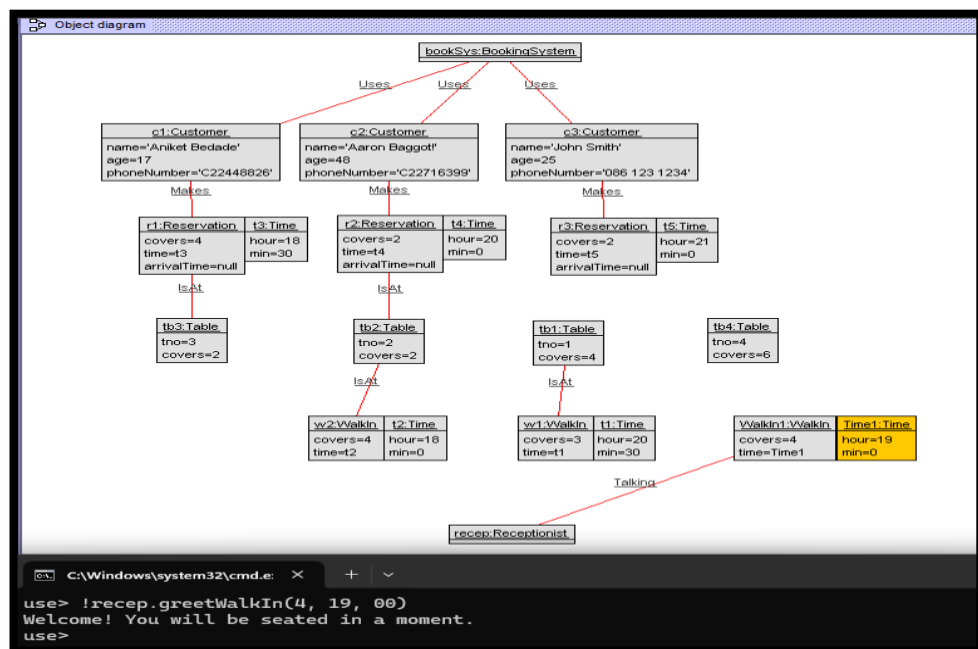 Object diagram
bookSys:BookingSystem
Uses Uses Uses
c1:Customer
name='Aniket Bedade'
age=17
phoneNumber='C22448826'
c2:Customer
name='Aaron Baggot!'
age=48
phoneNumber='C22716399'
c3:Customer
name='John Smith'
age=25
phoneNumber='086 123 1234'
Makes Makes Makes
r1:Reservation
covers=4
time=t3
arrivalTime=null
t3:Time
hour=18
min=30
r2:Reservation
covers=2
time=t4
arrivalTime=null
t4:Time
hour=20
min=0
r3:Reservation
covers=2
time=t5
arrivalTime=null
t5:Time
hour=21
min=0
IsAt IsAt
tb3:Table
tno=3
covers=2
tb2:Table
tno=2
covers=2
tb1:Table
tno=1
covers=4
tb4:Table
tno=4
covers=6
IsAt IsAt
w2:WalkIn
covers=4
time=t2
t2:Time
hour=18
min=0
w1:WalkIn
covers=3
time=t1
t1:Time
hour=20
min=30
WalkIn1:WalkIn
covers=4
time=Time1
Time1:Time
hour=19
min=0
Talking
recep:Receptionist
C:\Windows\system32\cmd.e:
use> !recep.greetWalkIn(4, 19, 00)
Welcome! You will be seated in a moment.
use>